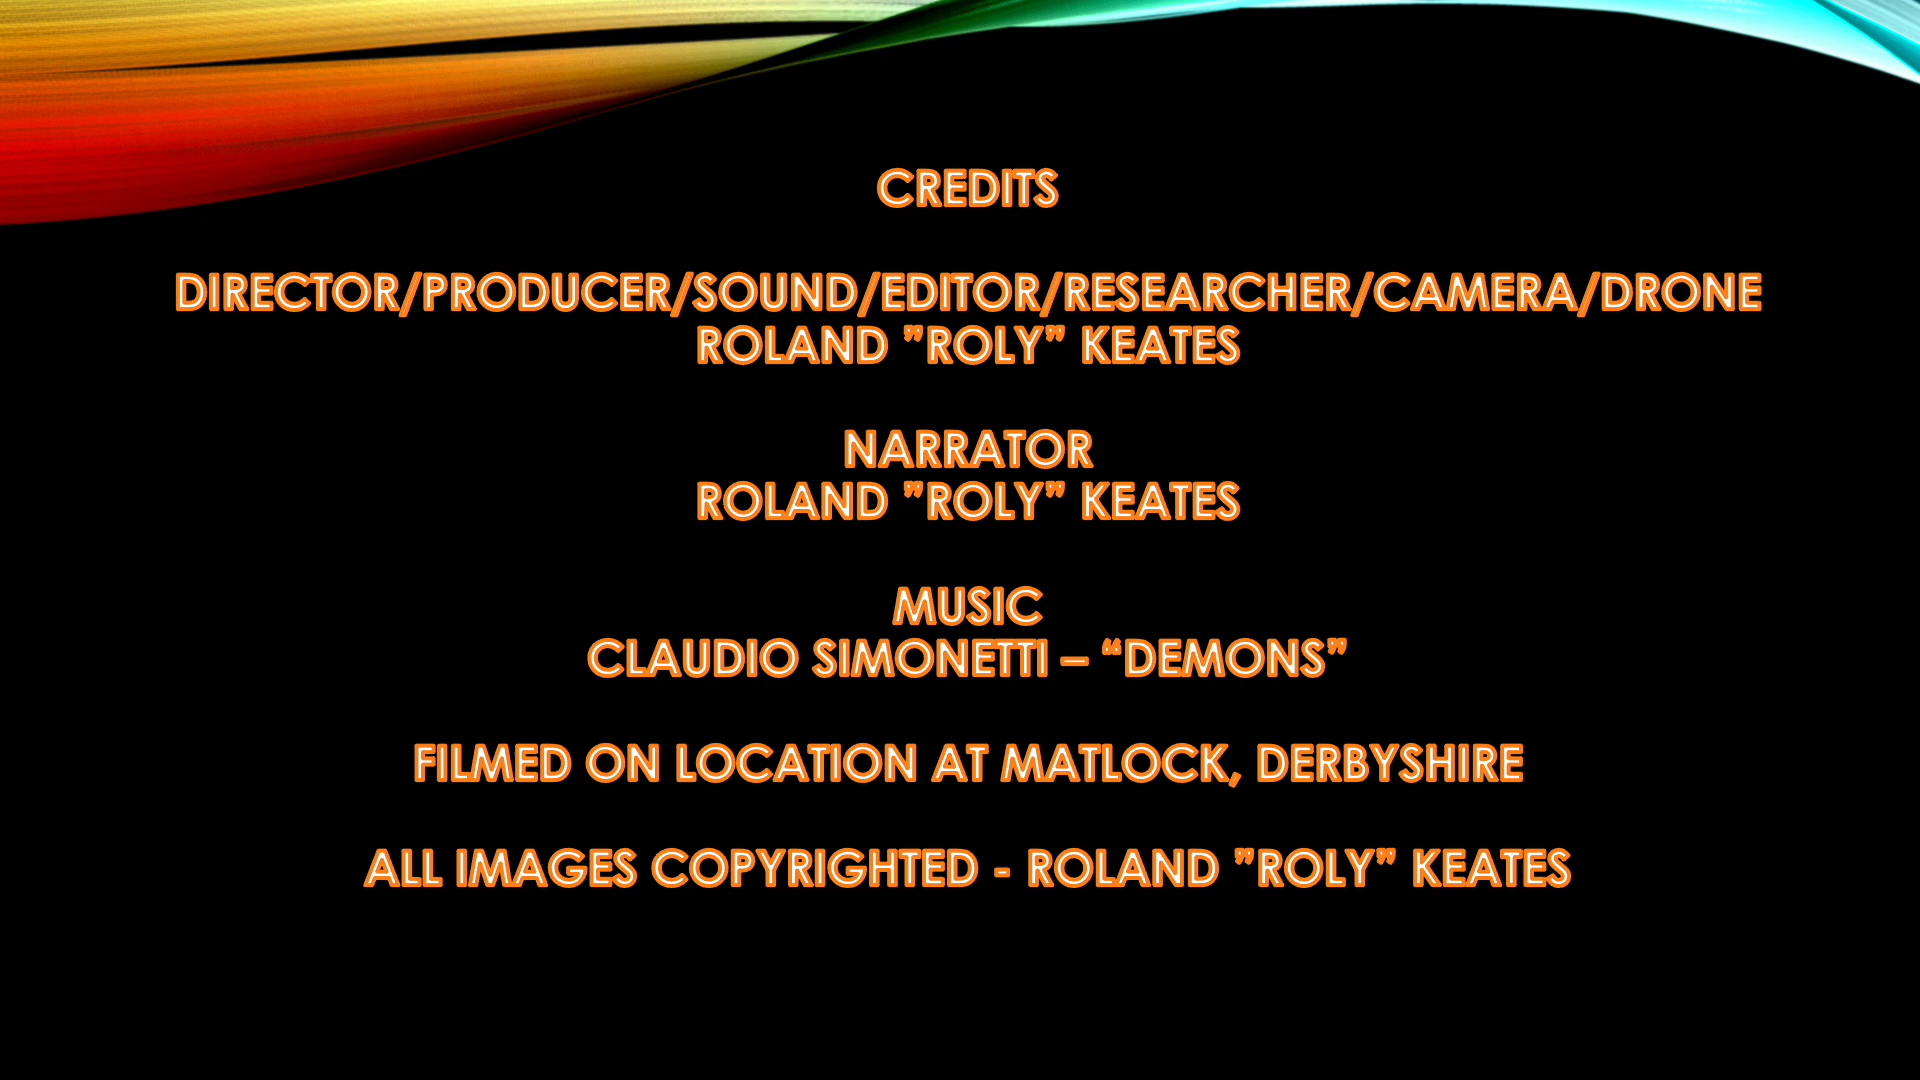 CREDITS
DIRECTOR/PRODUCER/SOUND/EDITOR/RESEARCHER/CAMERA/DRONE
ROLAND ”ROLY” KEATES
NARRATOR
ROLAND ”ROLY” KEATES
MUSIC
CLAUDIO SIMONETTI – “DEMONS”
FILMED ON LOCATION AT MATLOCK, DERBYSHIRE
ALL IMAGES COPYRIGHTED - ROLAND ”ROLY” KEATES